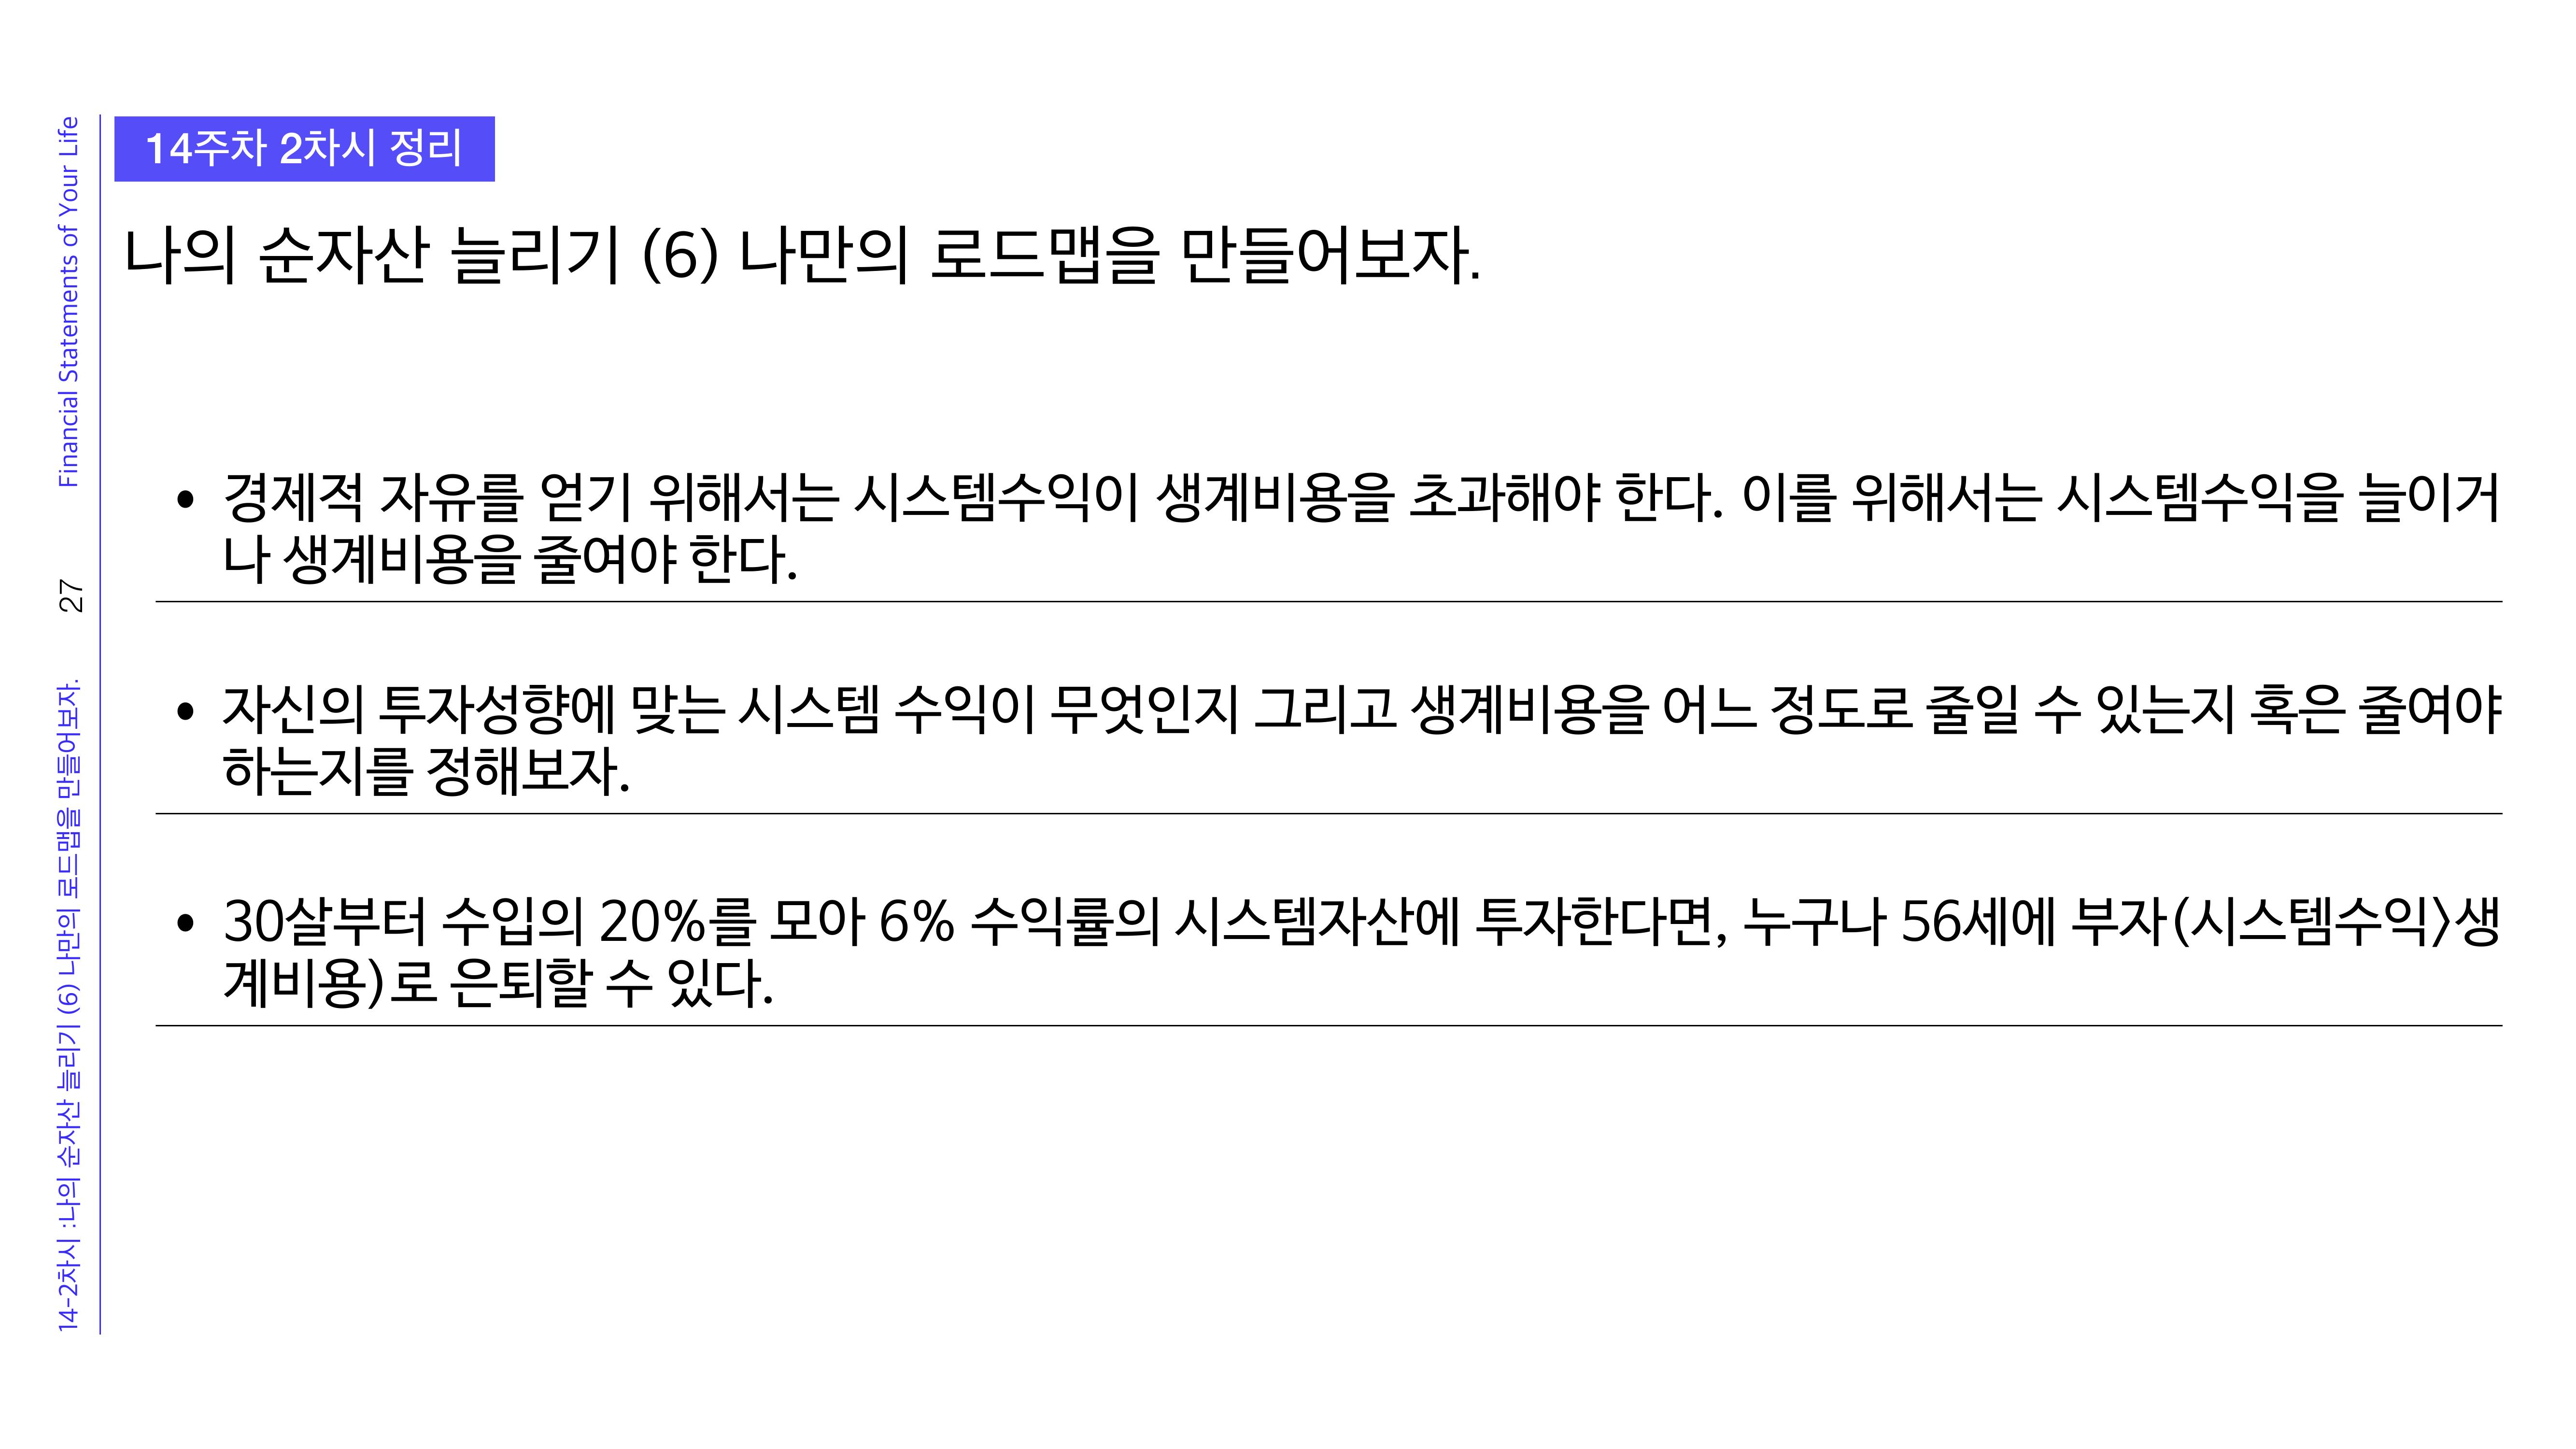 14주차 2차시 정리
나의 순자산 늘리기 (6) 나만의 로드맵을 만들어보자.
• 경제적 자유를 얻기 위해서는 시스템수익이 생계비용을 초과해야 한다. 이를 위해서는 시스템수익을 늘이거
나 생계비용을 줄여야 한다.
• 자신의 투자성향에 맞는 시스템 수익이 무엇인지 그리고 생계비용을 어느 정도로 줄일 수 있는지 혹은 줄여야
하는지를 정해보자.
• 30살부터 수입의 20%를 모아 6% 수익률의 시스템자산에 투자한다면, 누구나 56세에 부자(시스템수익>생
계비용)로 은퇴할 수 있다.
14-2차시 :나의 순자산 늘리기 (6) 나만의 로드맵을 만들어보자.
27
Financial Statements of Your Life